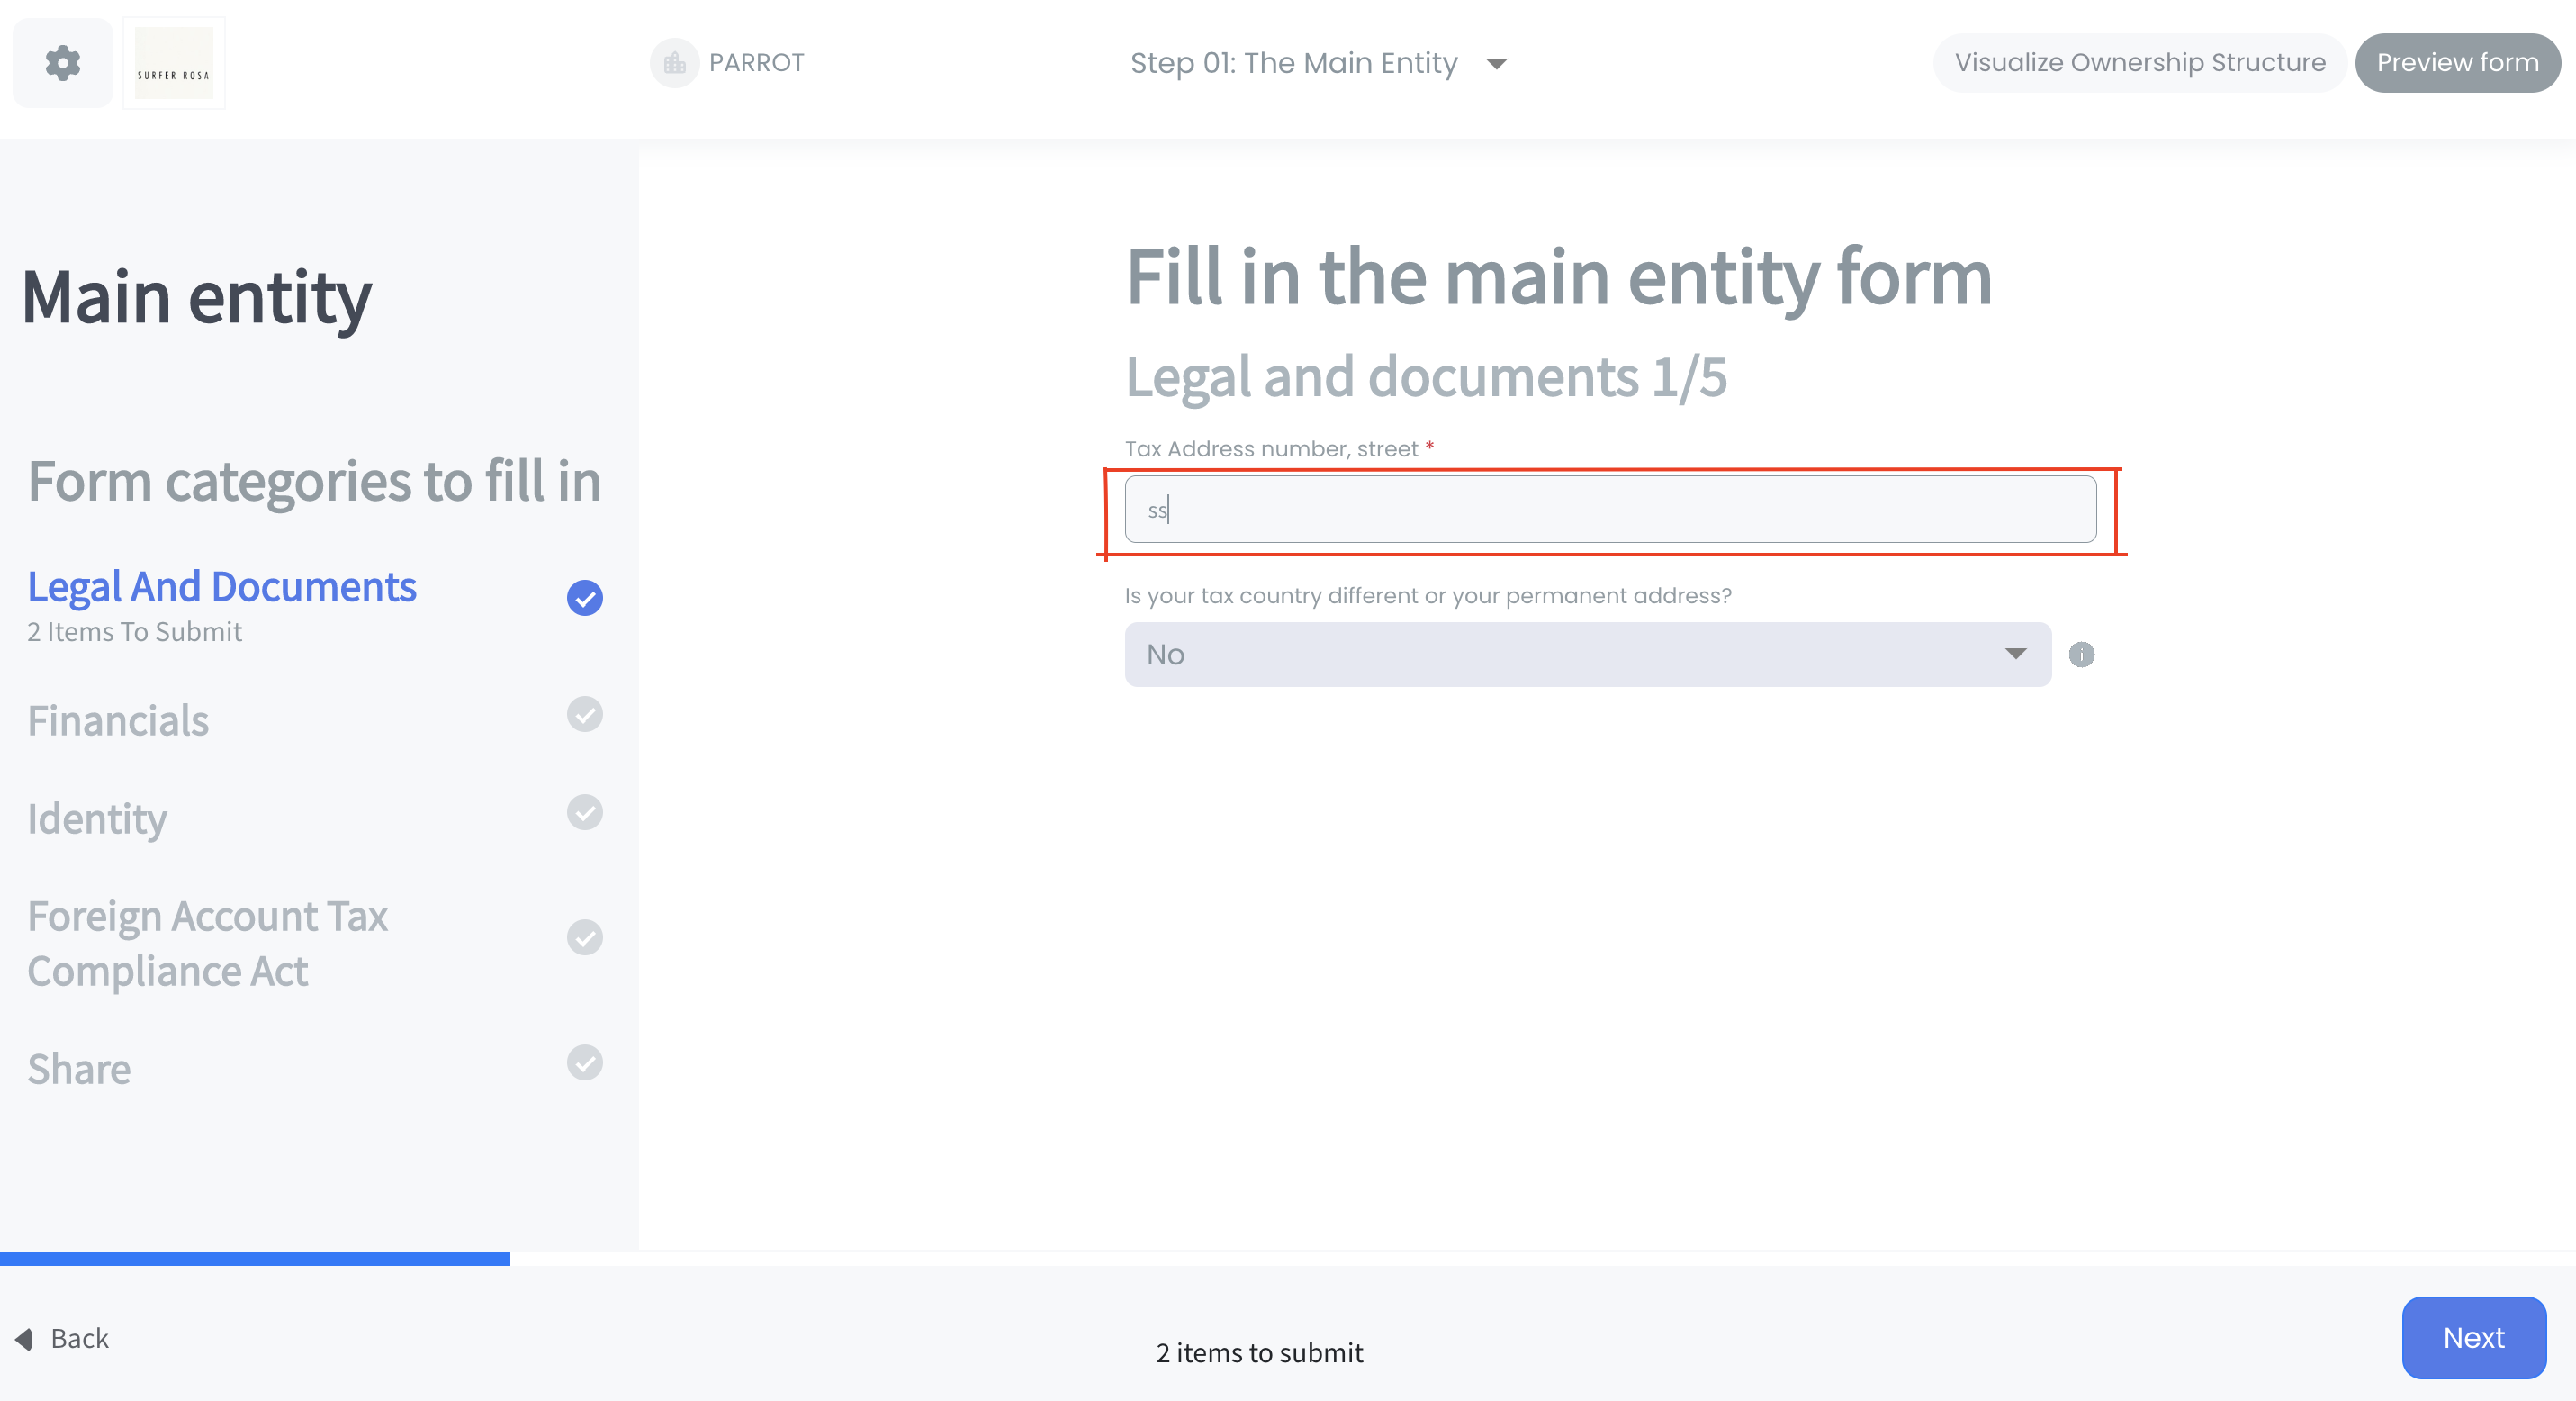 SURFER ROSA
PARROT
Step 01: The Main Entity
Visualize Ownership Structure
Preview form
Main entity
Form categories to fill in
Legal And Documents
2 Items To Submit
Financials
Identity
Foreign Account Tax
Compliance Act
Share
Fill in the main entity form
Legal and documents 1/5
Tax Address number, street *
ss
Is your tax country different or your permanent address?
No
i
Back
2 items to submit
Next